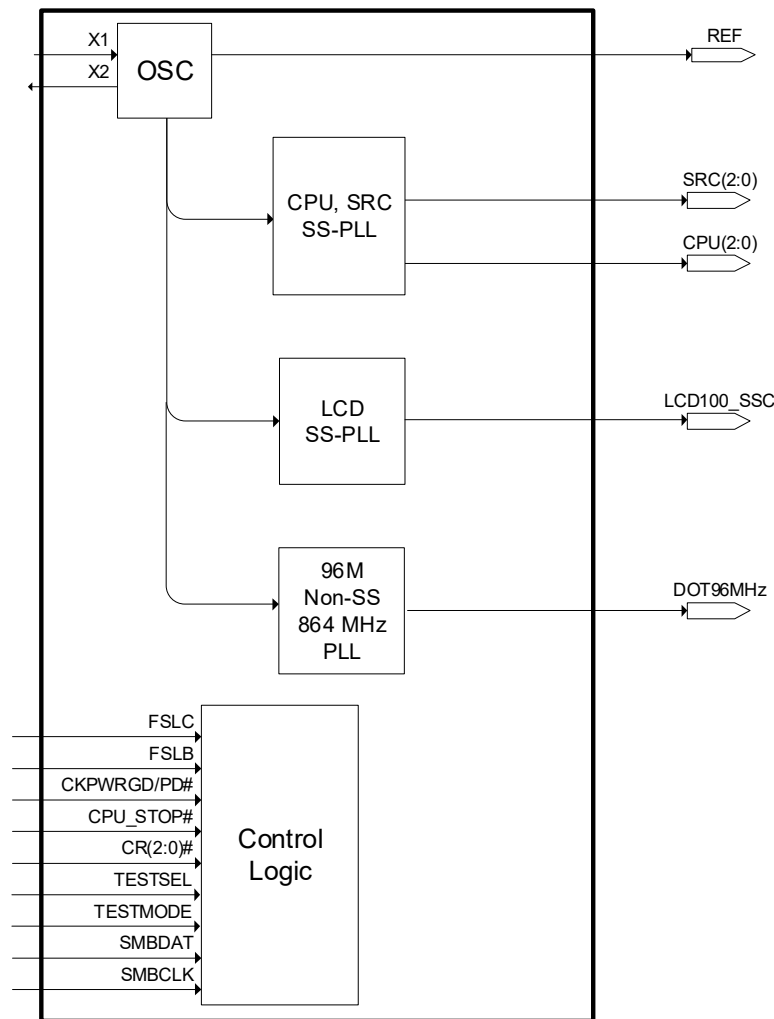 X1
X2
OSC
REF
CPU, SRC
SS-PLL
SRC(2:0)
CPU(2:0)
LCD
SS-PLL
LCD100_SSC
96M
Non-SS
864 MHz
PLL
DOT96MHz
FSLC
FSLB
CKPWRGD/PD#
CPU_STOP#
CR(2:0)#
TESTSEL
TESTMODE
SMBDAT
SMBCLK
Control
Logic